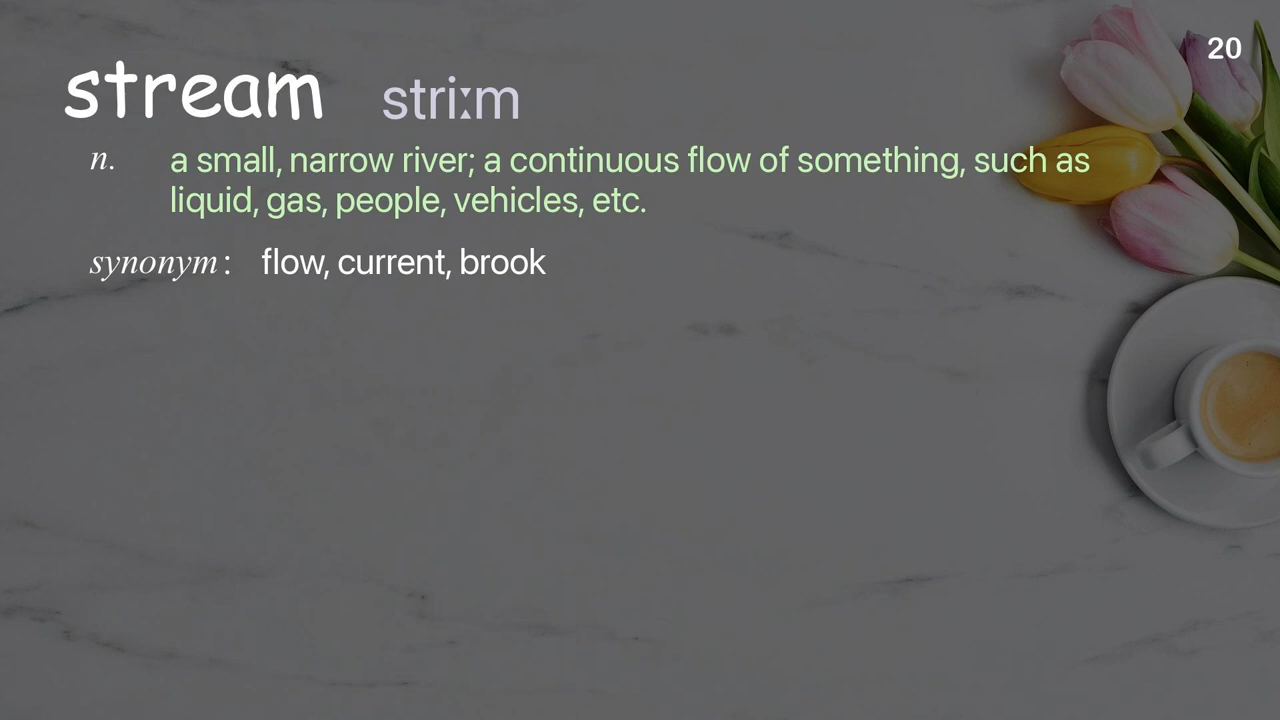 20
stream striːm
n. a small, narrow river; a continuous flow of something, such as
liquid, gas, people, vehicles, etc.
synonym : flow, current, brook